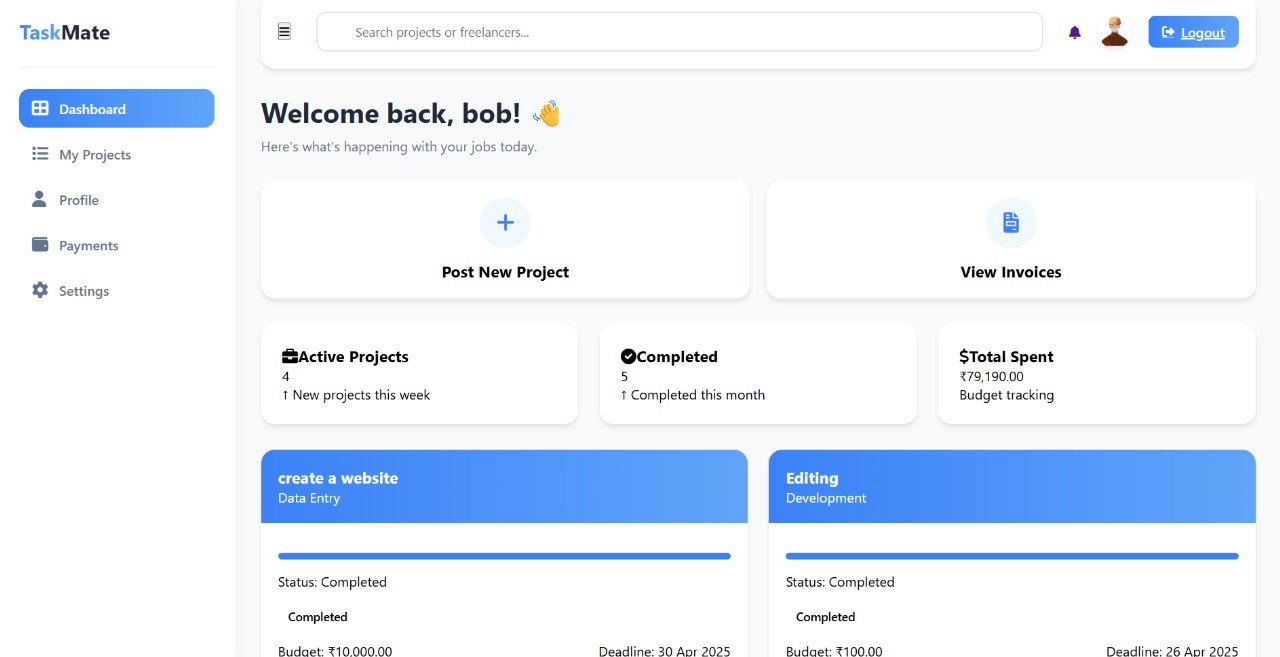 TaskMate
Search projects or freelancers...
Logout
Dashboard
My Projects
Profile
Payments
Settings
Welcome back, bob! 👋
Here's what's happening with your jobs today.
Post New Project
View Invoices
Active Projects
4
↑ New projects this week
Completed
5
↑ Completed this month
$Total Spent
₹79,190.00
Budget tracking
create a website
Data Entry
Status: Completed
Completed
Budget: ₹10,000.00
Deadline: 30 Apr 2025
Editing
Development
Status: Completed
Completed
Budget: ₹100.00
Deadline: 26 Apr 2025